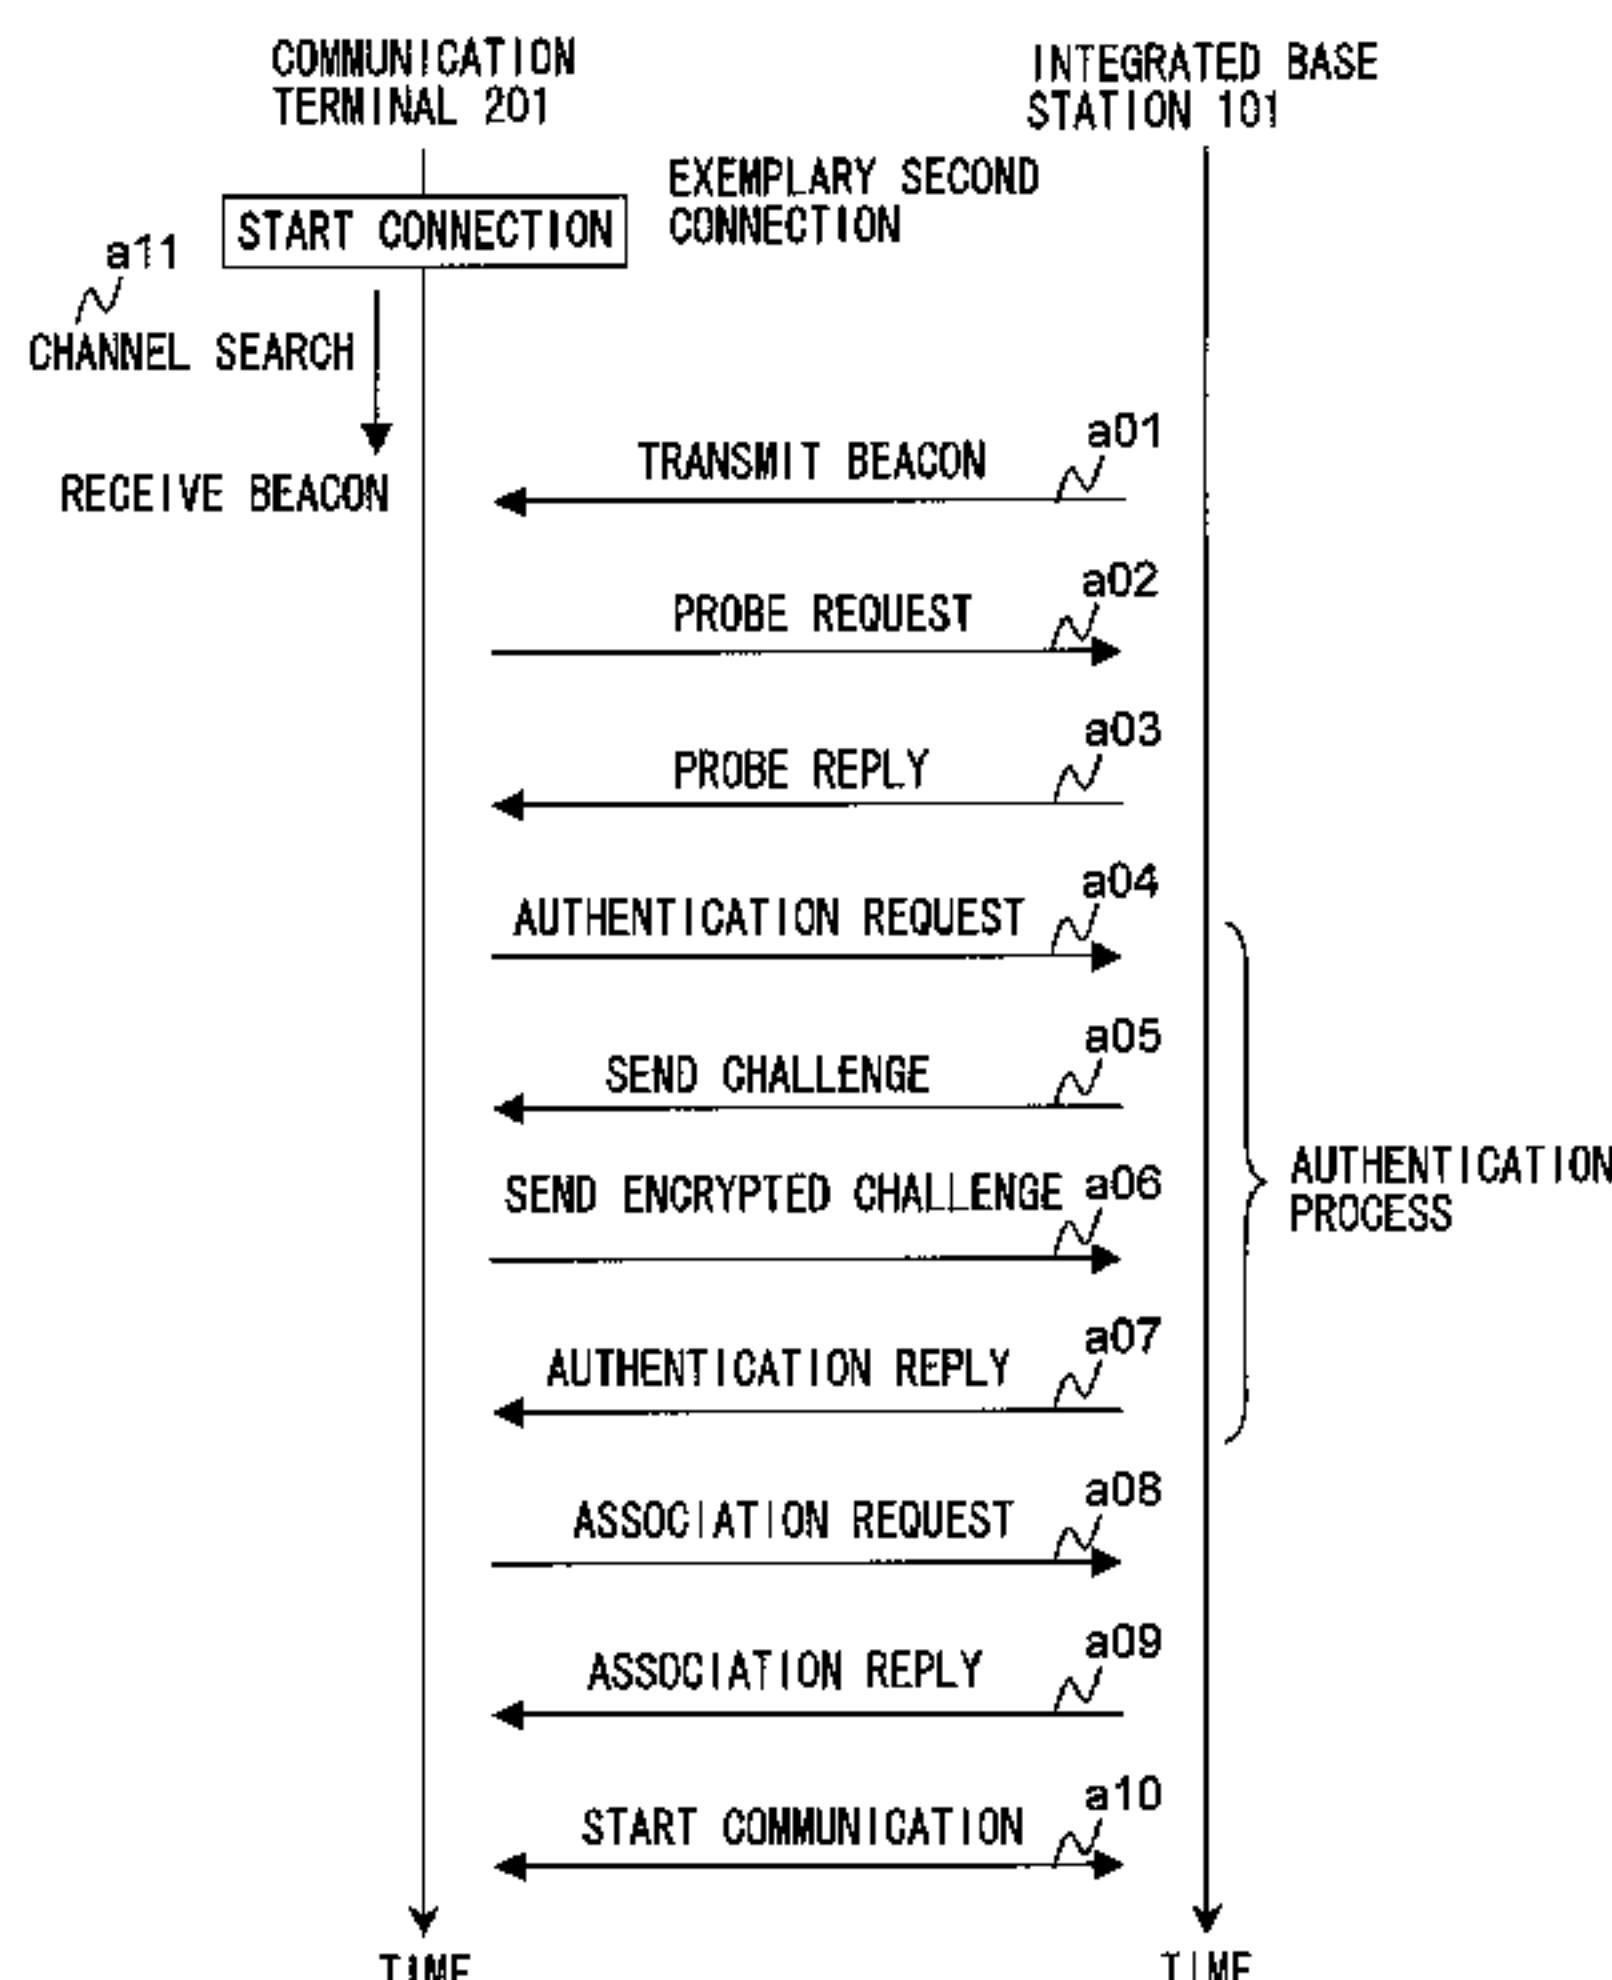 COMMUNICATION
TERMINAL 201
INTEGRATED BASE
STATION 101
START CONNECTION
EXEMPLARY SECOND
CONNECTION
a11
CHANNEL SEARCH
RECEIVE BEACON
TRANSMIT BEACON
a01
PROBE REQUEST
a02
PROBE REPLY
a03
AUTHENTICATION REQUEST
a04
SEND CHALLENGE
a05
SEND ENCRYPTED CHALLENGE
a06
AUTHENTICATION
PROCESS
AUTHENTICATION REPLY
a07
ASSOCIATION REQUEST
a08
ASSOCIATION REPLY
a09
START COMMUNICATION
a10
TIME
TIME